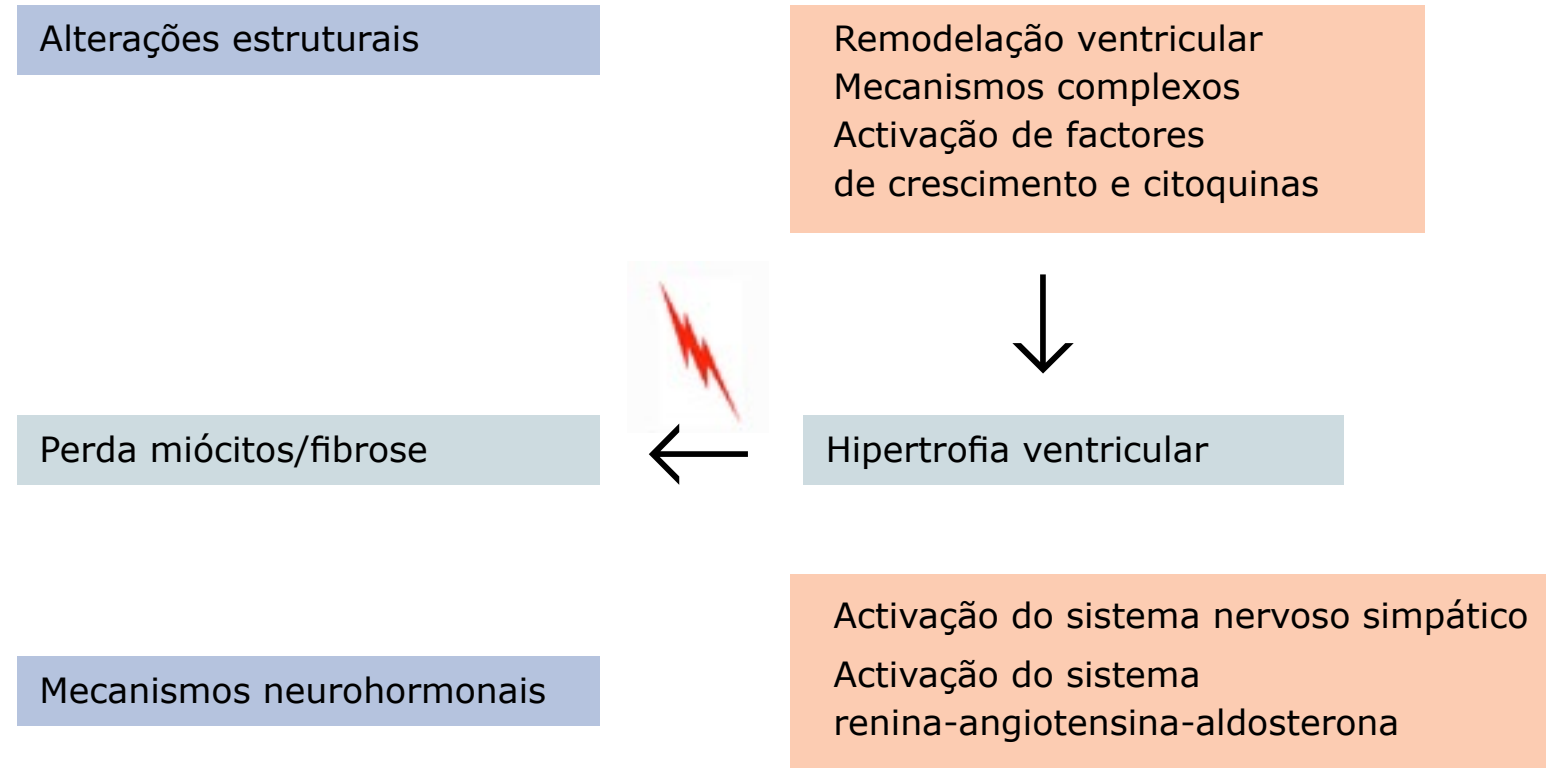 Alterações estruturais
Remodelação ventricular
Mecanismos complexos
Activação de factores
de crescimento e citoquinas
Perda miócitos/fibrose
Hipertrofia ventricular
Mecanismos neurohormonais
Activação do sistema nervoso simpático
Activação do sistema
renina-angiotensina-aldosterona